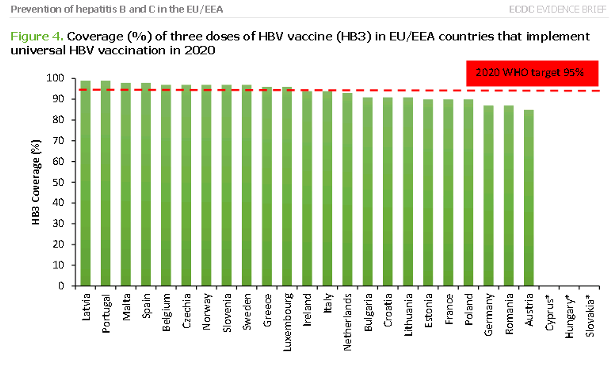 Prevention of hepatitis B and C in the EU/EEA
ECDC EVIDENCE BRIEF
Figure 4. Coverage (%) of three doses of HBV vaccine (HB3) in EU/EEA countries that implement
universal HBV vaccination in 2020
2020 WHO target 95%
HB3 Coverage (%)
100
90
80
70
60
50
40
30
20
10
0
Latvia
Portugal
Malta
Spain
Belgium
Czechia
Norway
Slovenia
Sweden
Greece
Luxembourg
Ireland
Italy
Netherlands
Bulgaria
Croatia
Lithuania
Estonia
France
Poland
Germany
Romania
Austria
Cyprus*
Hungary*
Slovakia*